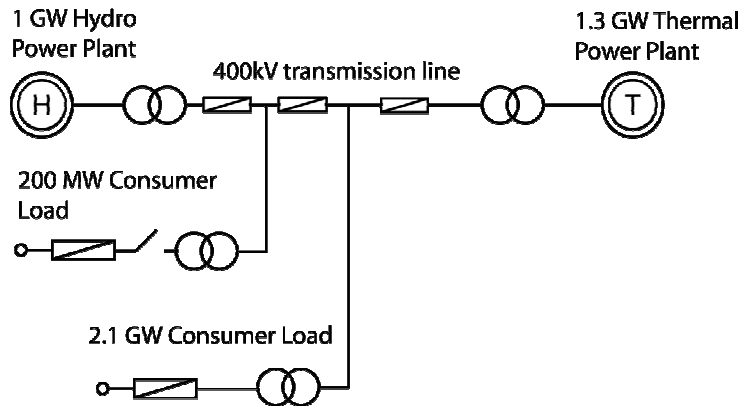 1 GW Hydro
Power Plant
1.3 GW Thermal
Power Plant
400kV transmission line
H
T
200 MW Consumer
Load
2.1 GW Consumer Load